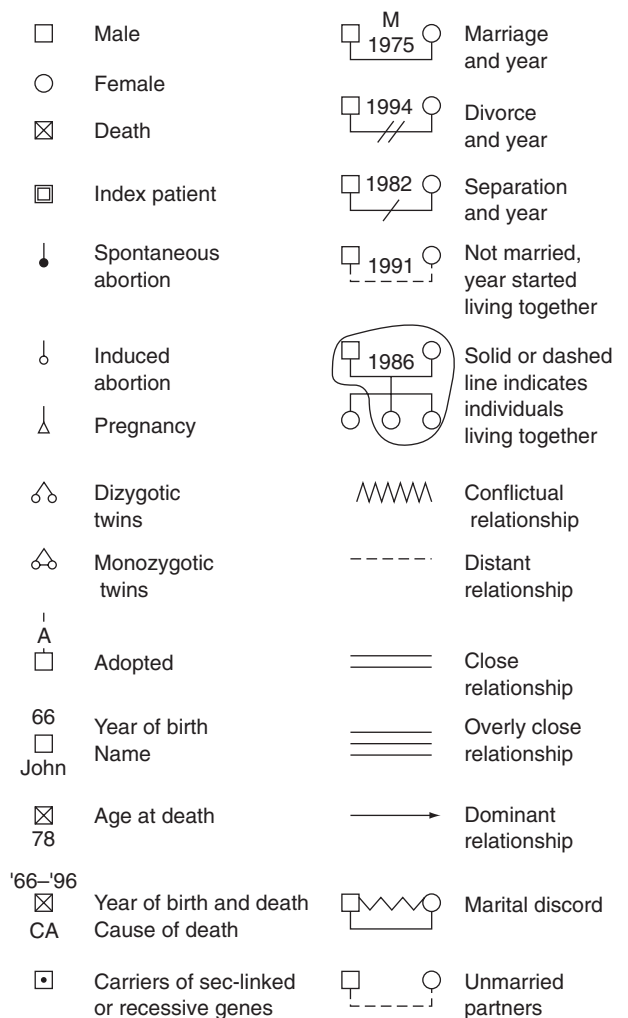 Male
Female
Death
Index patient
Spontaneous
abortion
Induced
abortion
Pregnancy
Dizygotic
twins
Monozygotic
twins
A
Adopted
66
Year of birth
Name
John
Age at death
78
'66–'96
Year of birth and death
CA
Cause of death
Carriers of sec-linked
or recessive genes
M
1975
Marriage
and year
1994
Divorce
and year
1982
Separation
and year
1991
Not married,
year started
living together
1986
Solid or dashed
line indicates
individuals
living together
Conflictual
relationship
Distant
relationship
Close
relationship
Overly close
relationship
Dominant
relationship
Marital discord
Unmarried
partners